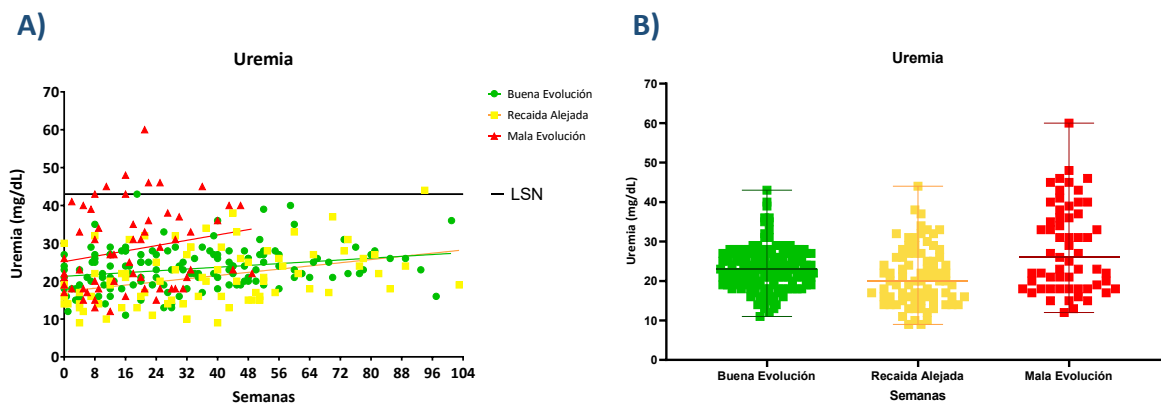 A)
Uremia
Uremia (mg/dL)
70
60
50
40
30
20
10
0
0 8 16 24 32 40 48 56 64 72 80 88 96 104
Semanas
Buena Evolución
Recaida Alejada
Mala Evolución
LSN
B)
Uremia
Uremia (mg/dL)
70
60
50
40
30
20
10
0
Buena Evolución Recaida Alejada Mala Evolución
Semanas